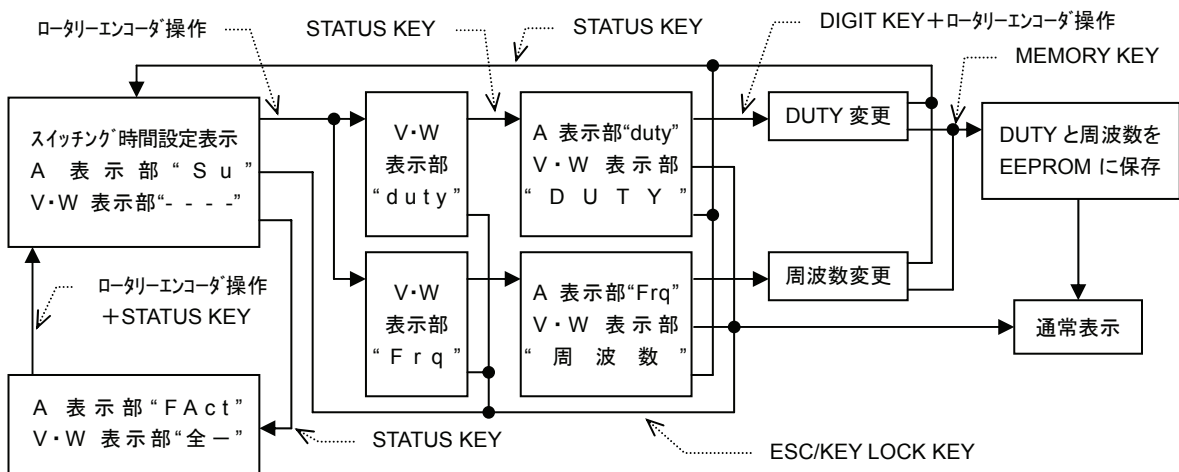 ﾛｰﾀﾘｰｴﾝｺｰﾀﾞ操作
STATUS KEY
STATUS KEY
DIGIT KEY＋ﾛｰﾀﾘｰｴﾝｺｰﾀﾞ操作
MEMORY KEY
ｽｲｯﾁﾝｸﾞ時間設定表示
A 表示部“Su”
V・W 表示部“- - - -”
V・W
表示部
“duty”
A 表示部“duty”
V・W 表示部
“DUTY”
DUTY 変更
DUTY と周波数を
EEPROM に保存
V・W
表示部
“Frq”
A 表示部“Frq”
V・W 表示部
“周波数”
周波数変更
通常表示
ﾛｰﾀﾘｰｴﾝｺｰﾀﾞ操作
＋STATUS KEY
A 表示部“FAct”
V・W 表示部“全－”
STATUS KEY
ESC/KEY LOCK KEY